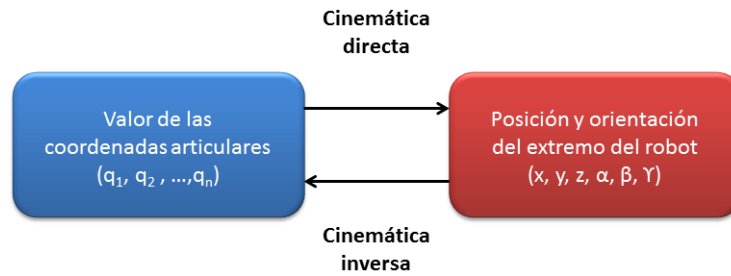 Cinemática
directa
Valor de las
coordenadas articulares
(q₁, q₂ , ...,qₙ)
Posición y orientación
del extremo del robot
(x, y, z, α, β, ϒ)
Cinemática
inversa